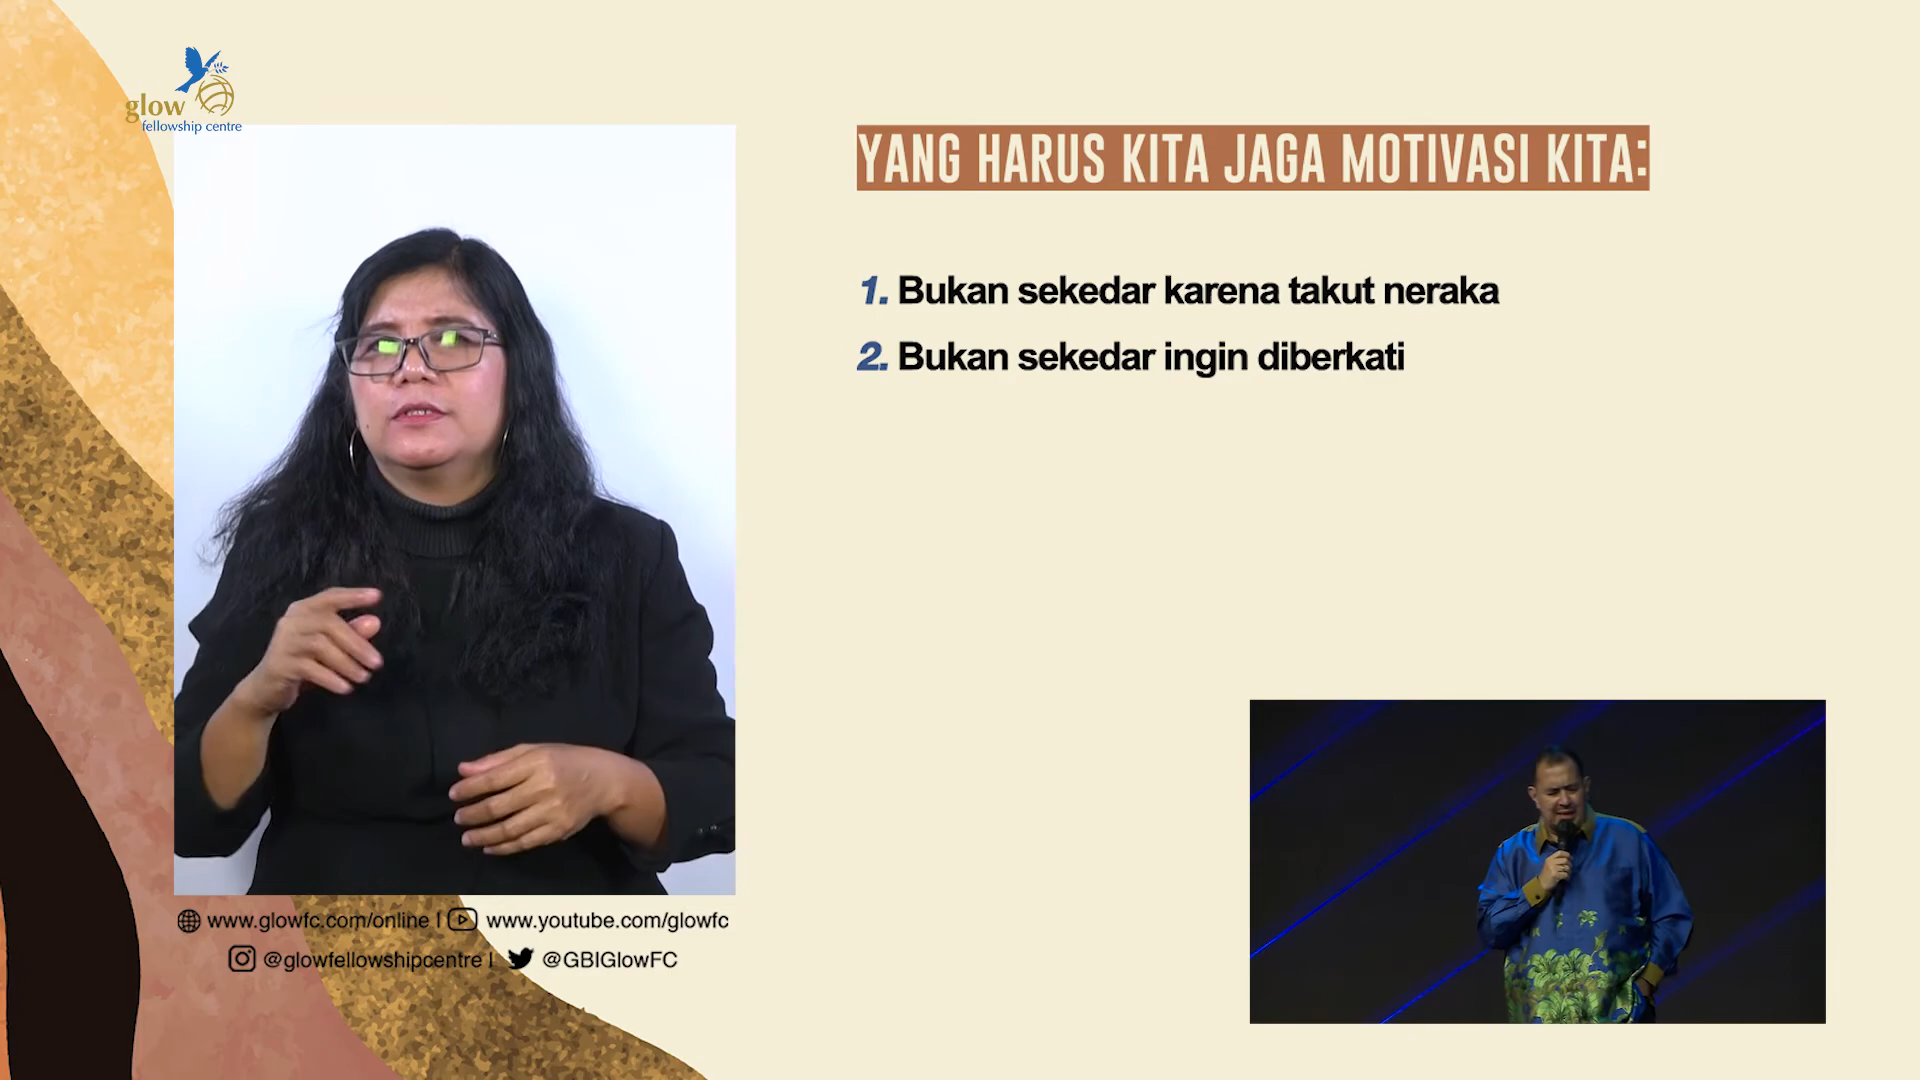 glow
fellowship centre
YANG HARUS KITA JAGA MOTIVASI KITA:
1. Bukan sekedar karena takut neraka
2. Bukan sekedar ingin diberkati
www.glowfc.com/online | www.youtube.com/glowfc
@glowfellowshipcentre | @GBIGlowFC